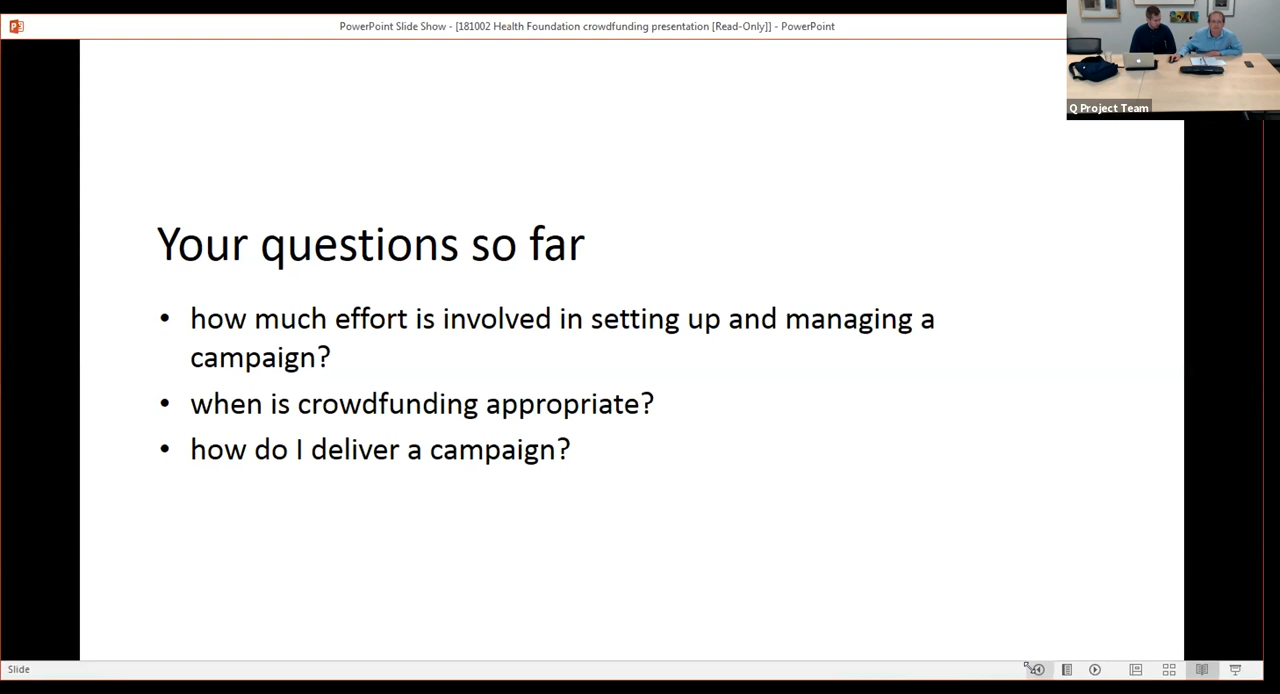 PowerPoint Slide Show - [181002 Health Foundation crowdfunding presentation [Read-Only]] - PowerPoint
Q Project Team
Your questions so far
• how much effort is involved in setting up and managing a
campaign?
• when is crowdfunding appropriate?
• how do I deliver a campaign?
Slide